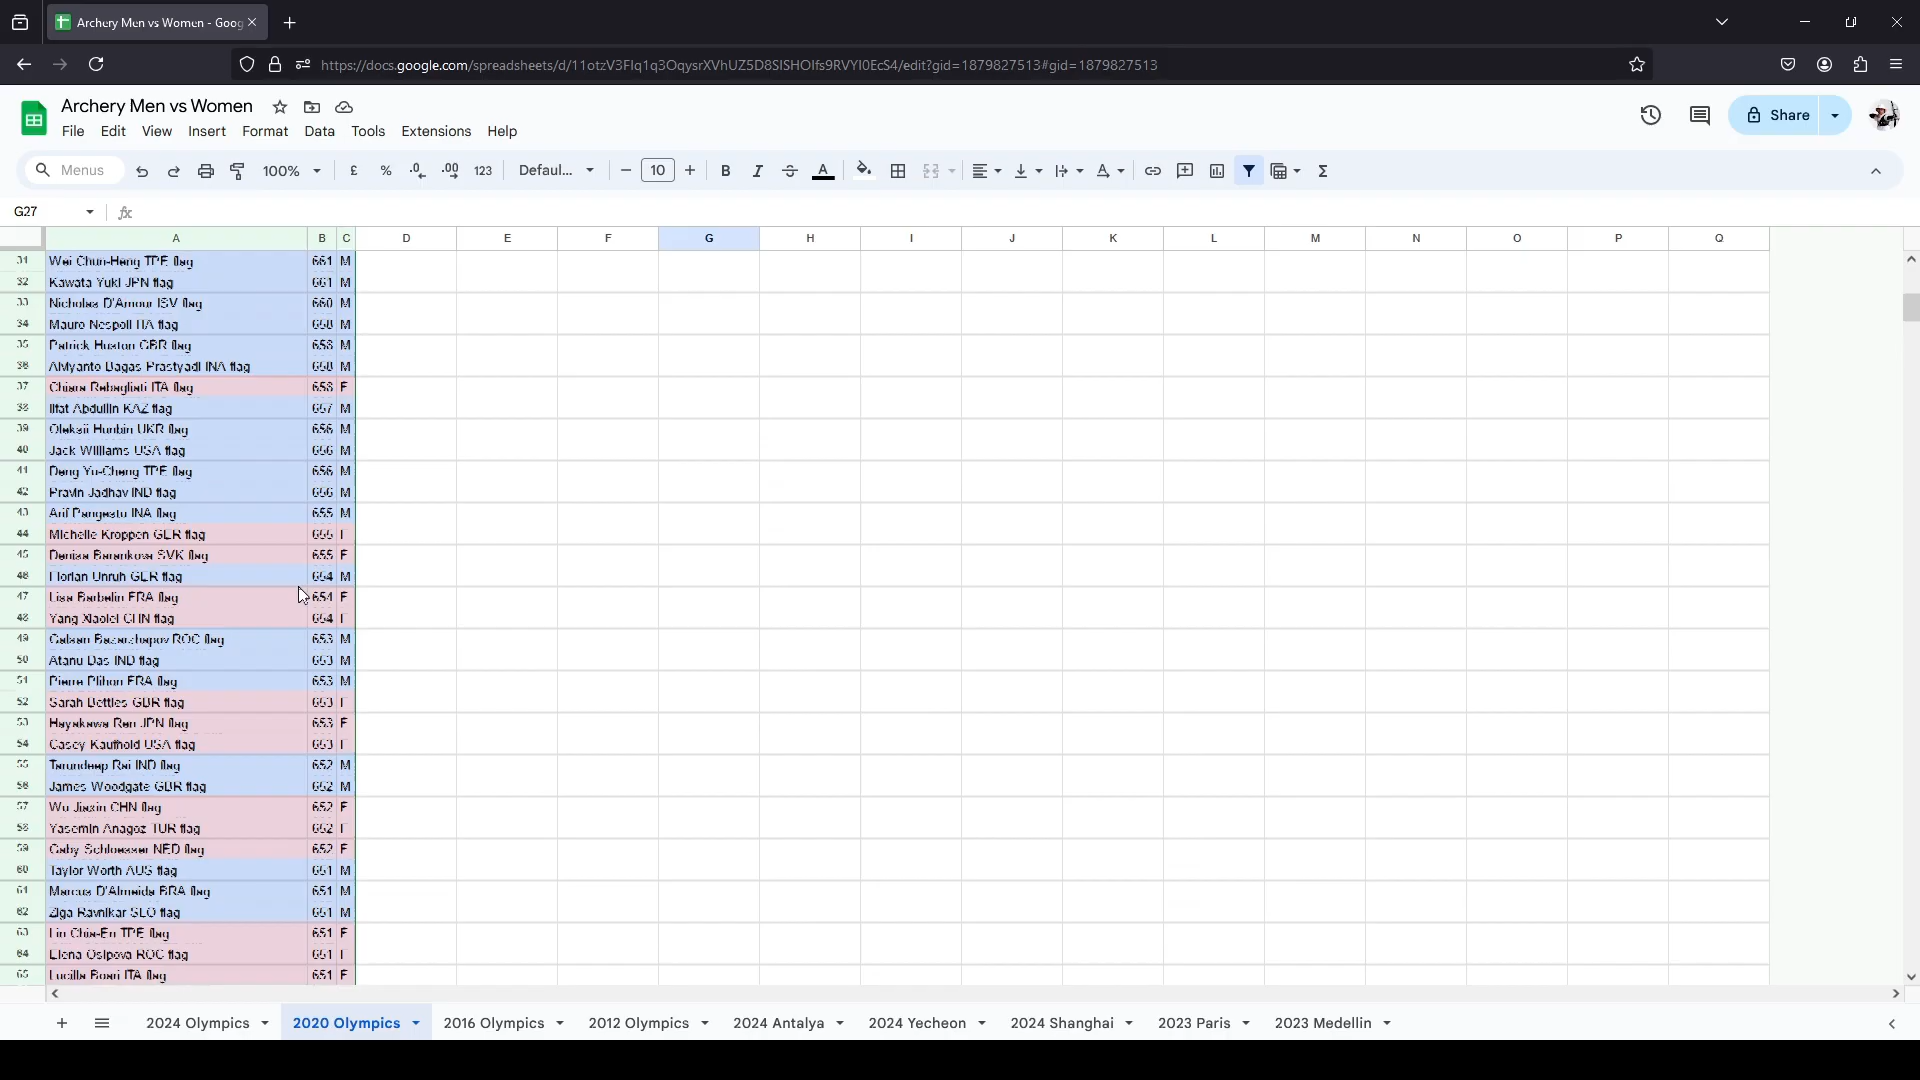 Archery Men vs Women - Goog
https://docs.google.com/spreadsheets/d/11otzV3FIq1q3OqysrXVhUZ5D8SISHOIfs9RVYI0EcS4/edit?gid=1879827513#gid=1879827513
Archery Men vs Women
File Edit View Insert Format Data Tools Extensions Help
Share
Menus 100% £ % .0 .00 123 Defaul... 10 B I A
G27 fx
A B C D E F G H I J K L M N O P Q
31 Wei Chun-Heng TPE flag 661 M
32 Kawata Yuki JPN flag 661 M
33 Nicholas D'Amour ISV flag 660 M
34 Mauro Nespoli ITA flag 658 M
35 Patrick Huston GBR flag 658 M
36 Alviyanto Bagas Prastyadi INA flag 658 M
37 Chiara Rebagliati ITA flag 658 F
38 Ilfat Abdullin KAZ flag 657 M
39 Oleksii Hunbin UKR flag 656 M
40 Jack Williams USA flag 656 M
41 Deng Yu-Cheng TPE flag 656 M
42 Pravin Jadhav IND flag 656 M
43 Arif Pangestu INA flag 655 M
44 Michelle Kroppen GER flag 655 F
45 Denisa Barankova SVK flag 655 F
46 Florian Unruh GER flag 654 M
47 Lisa Barbelin FRA flag 654 F
48 Yang Xiaolei CHN flag 654 F
49 Galsan Bazarzhapov ROC flag 653 M
50 Atanu Das IND flag 653 M
51 Pierre Plihon FRA flag 653 M
52 Sarah Bettles GBR flag 653 F
53 Hayakawa Ren JPN flag 653 F
54 Casey Kaufhold USA flag 653 F
55 Tarundeep Rai IND flag 652 M
56 James Woodgate GBR flag 652 M
57 Wu Jiaxin CHN flag 652 F
58 Yasemin Anagoz TUR flag 652 F
59 Gaby Schloesser NED flag 652 F
60 Taylor Worth AUS flag 651 M
61 Marcus D'Almeida BRA flag 651 M
62 Ziga Ravnikar SLO flag 651 M
63 Lin Chia-En TPE flag 651 F
64 Elena Osipova ROC flag 651 F
65 Lucilla Boari ITA flag 651 F
2024 Olympics 2020 Olympics 2016 Olympics 2012 Olympics 2024 Antalya 2024 Yecheon 2024 Shanghai 2023 Paris 2023 Medellin